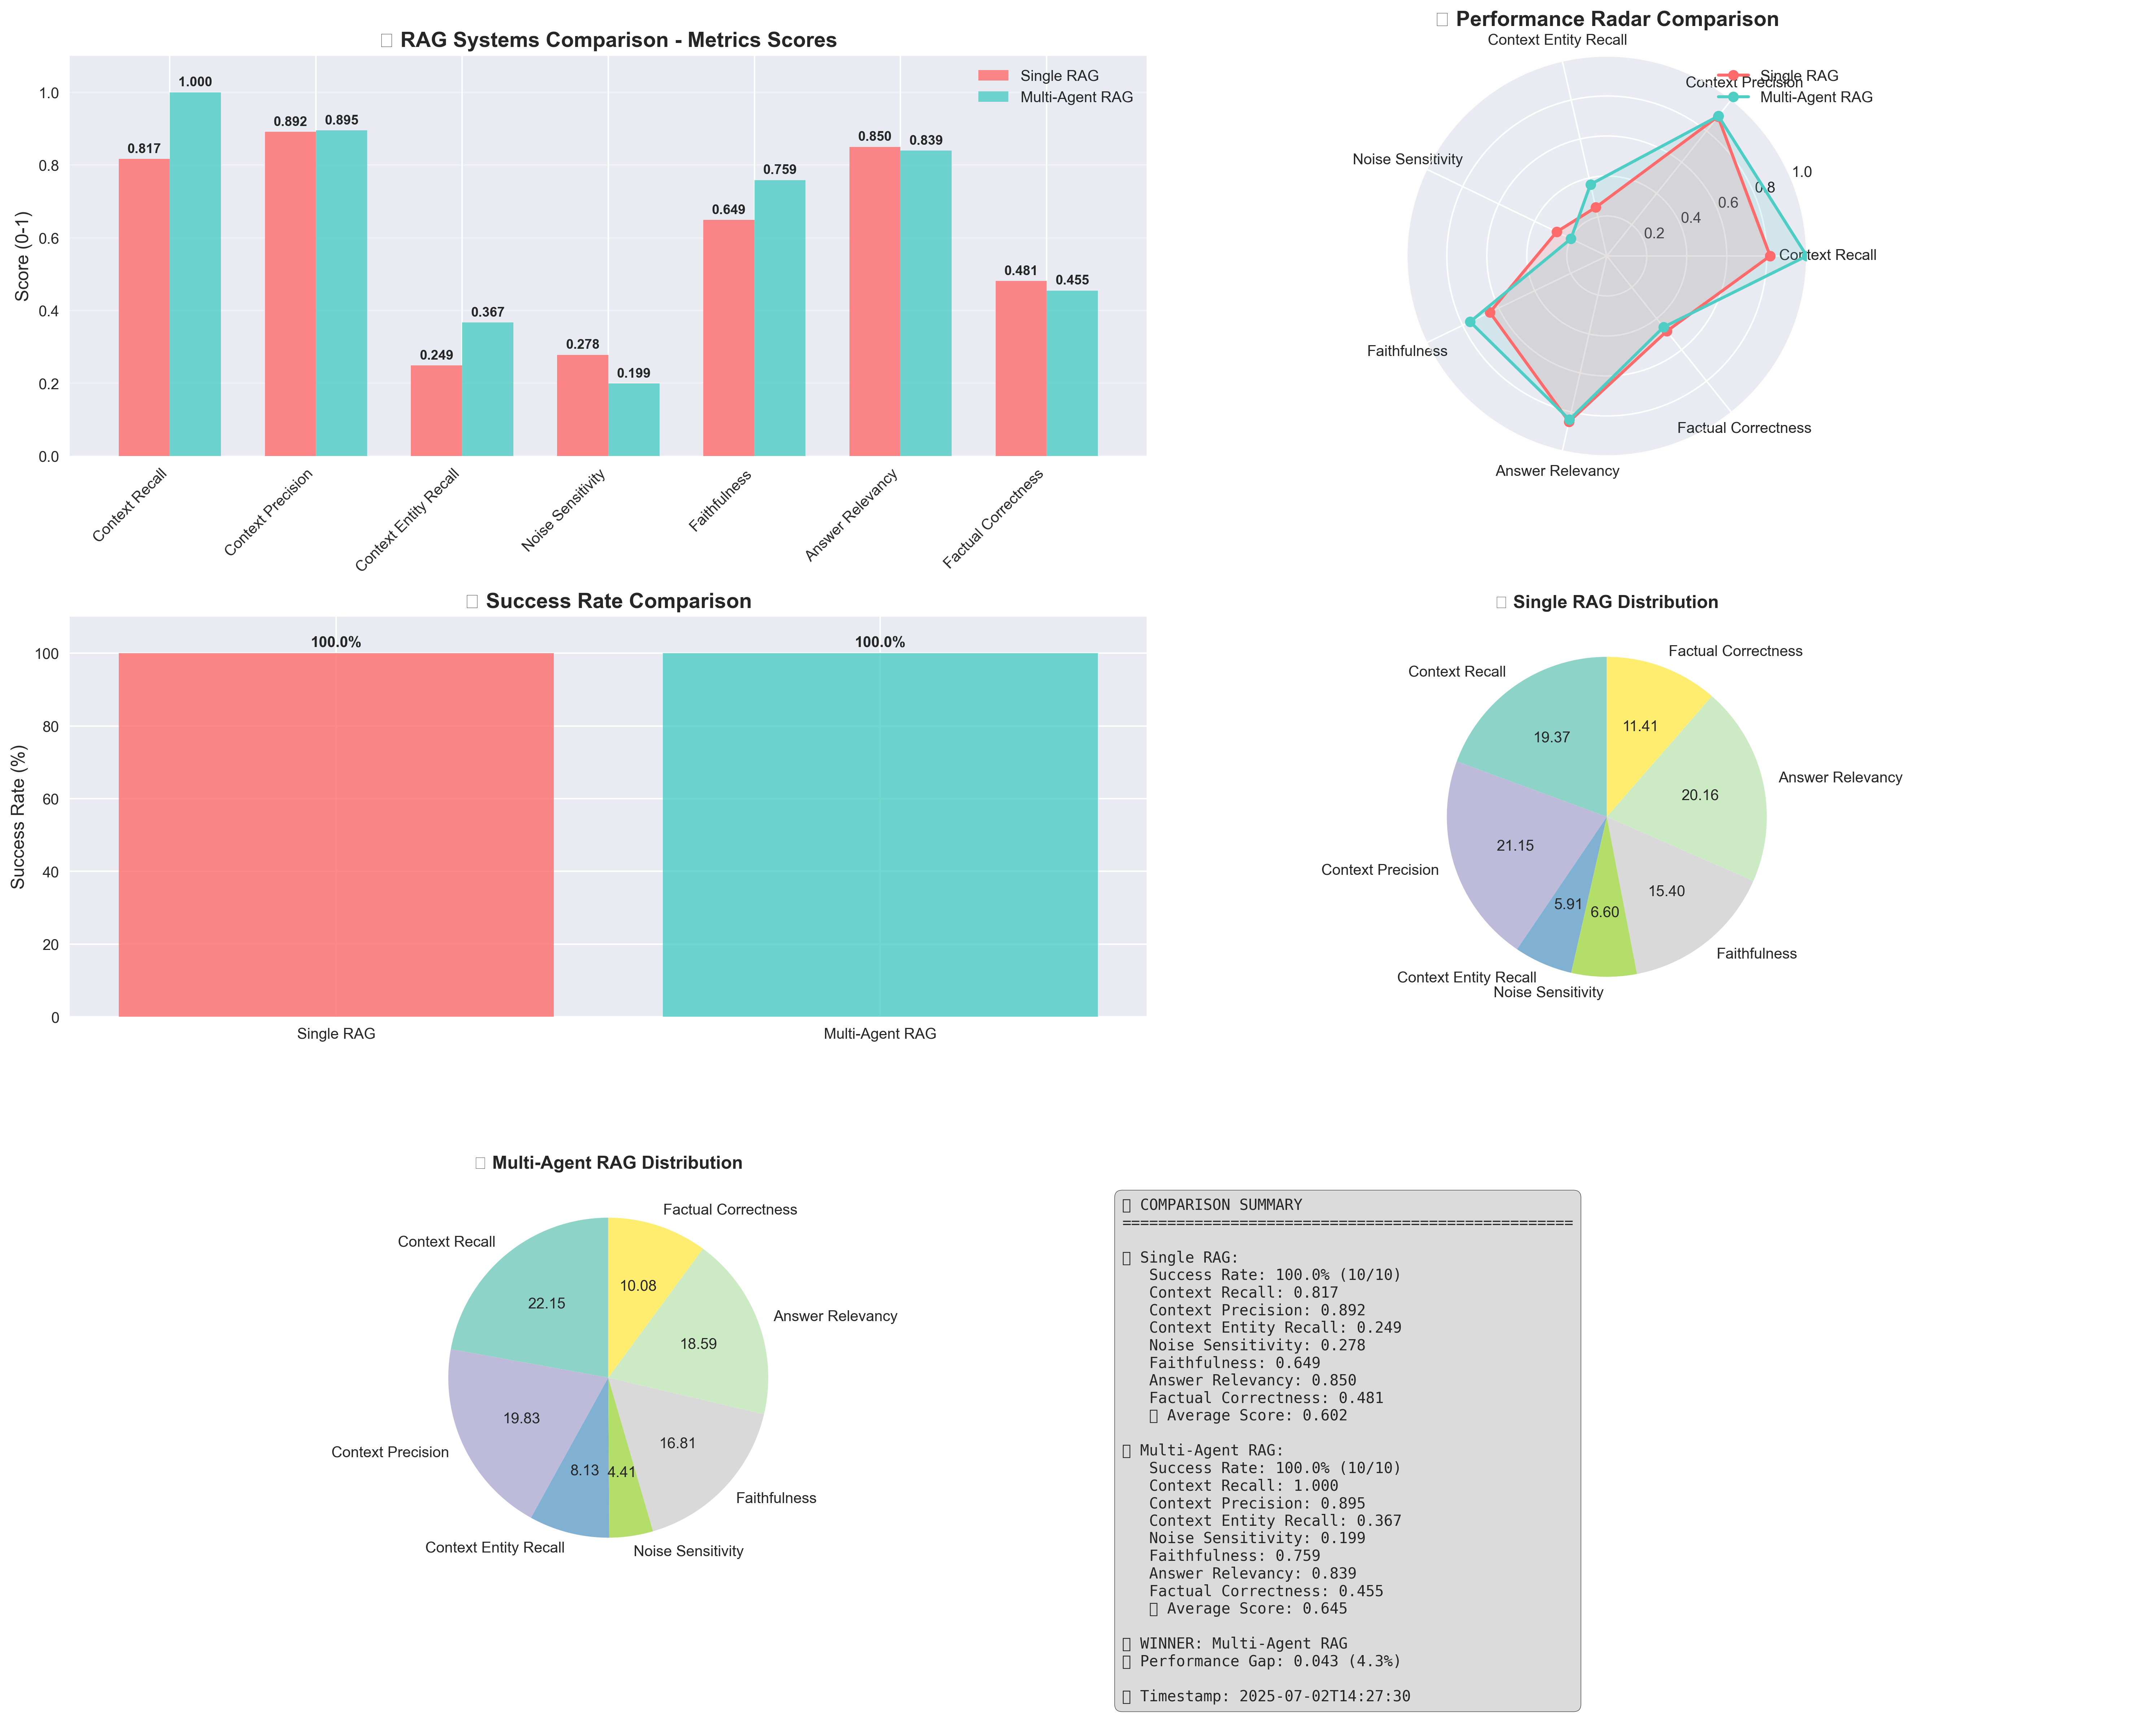 RAG Systems Comparison - Metrics Scores
Single RAG
Multi-Agent RAG
Score (0-1)
1.0
0.8
0.6
0.4
0.2
0.0
0.817
1.000
0.892
0.895
0.249
0.367
0.278
0.199
0.649
0.759
0.850
0.839
0.481
0.455
Context Recall
Context Precision
Context Entity Recall
Noise Sensitivity
Faithfulness
Answer Relevancy
Factual Correctness
Performance Radar Comparison
Context Entity Recall
Context Precision
Single RAG
Multi-Agent RAG
Noise Sensitivity
1.0
0.8
0.6
0.4
0.2
Context Recall
Faithfulness
Factual Correctness
Answer Relevancy
Success Rate Comparison
Success Rate (%)
100
80
60
40
20
0
100.0%
100.0%
Single RAG
Multi-Agent RAG
Single RAG Distribution
Factual Correctness
Context Recall
11.41
19.37
Answer Relevancy
20.16
21.15
Context Precision
15.40
5.91
6.60
Faithfulness
Context Entity Recall
Noise Sensitivity
Multi-Agent RAG Distribution
Factual Correctness
Context Recall
10.08
22.15
Answer Relevancy
18.59
19.83
16.81
Context Precision
8.13
4.41
Faithfulness
Context Entity Recall
Noise Sensitivity
COMPARISON SUMMARY
==================================================
Single RAG:
Success Rate: 100.0% (10/10)
Context Recall: 0.817
Context Precision: 0.892
Context Entity Recall: 0.249
Noise Sensitivity: 0.278
Faithfulness: 0.649
Answer Relevancy: 0.850
Factual Correctness: 0.481
Average Score: 0.602
Multi-Agent RAG:
Success Rate: 100.0% (10/10)
Context Recall: 1.000
Context Precision: 0.895
Context Entity Recall: 0.367
Noise Sensitivity: 0.199
Faithfulness: 0.759
Answer Relevancy: 0.839
Factual Correctness: 0.455
Average Score: 0.645
WINNER: Multi-Agent RAG
Performance Gap: 0.043 (4.3%)
Timestamp: 2025-07-02T14:27:30